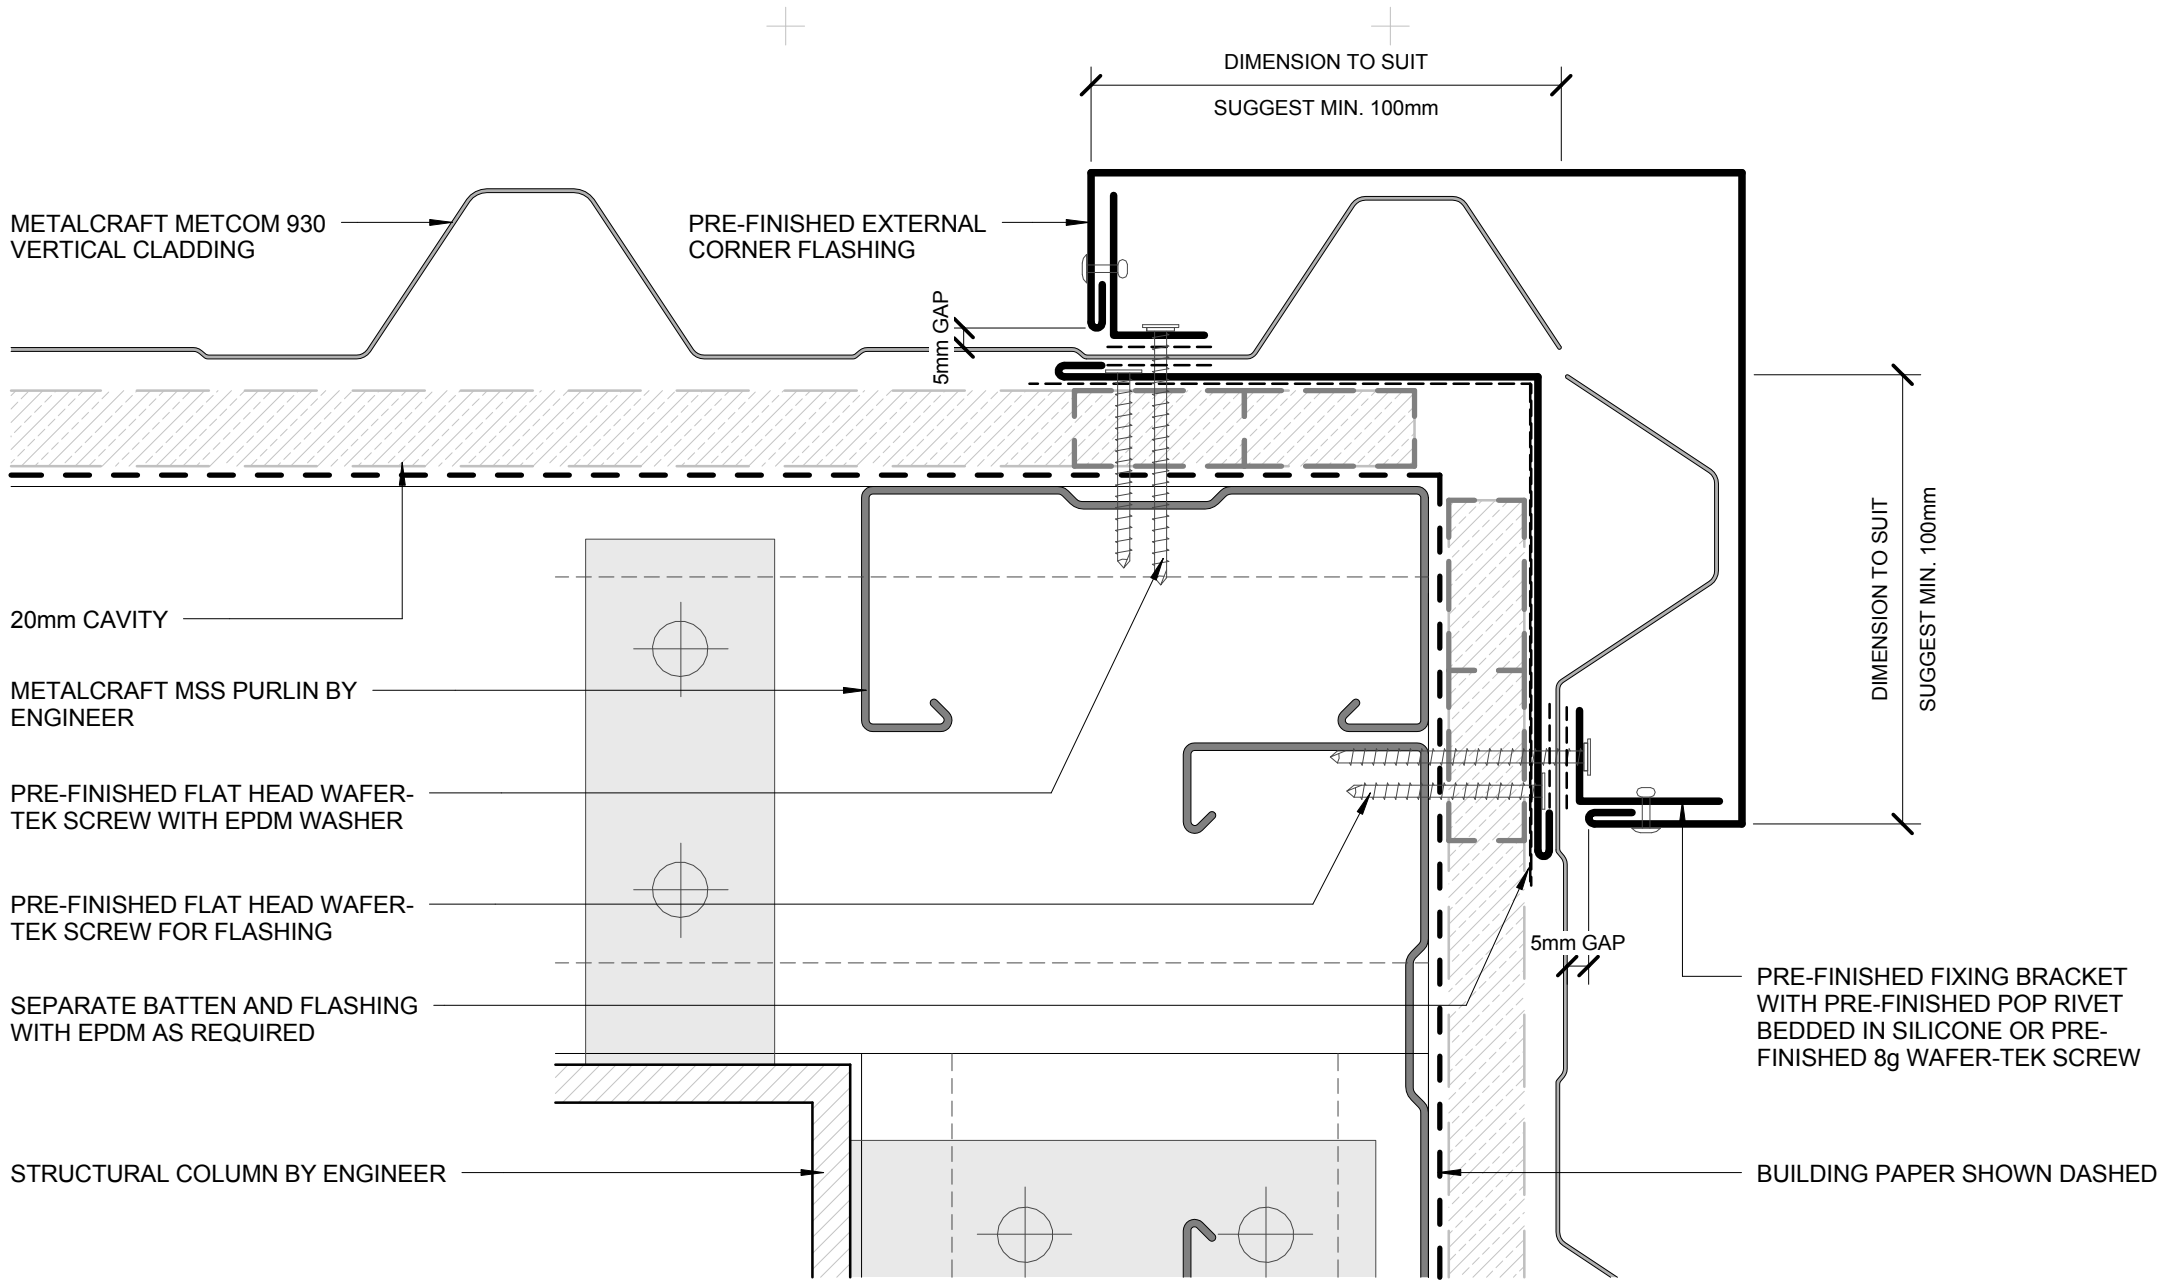 DIMENSION TO SUIT
SUGGEST MIN. 100mm
METALCRAFT METCOM 930
VERTICAL CLADDING
PRE-FINISHED EXTERNAL
CORNER FLASHING
5mm GAP
20mm CAVITY
METALCRAFT MSS PURLIN BY
ENGINEER
PRE-FINISHED FLAT HEAD WAFER-
TEK SCREW WITH EPDM WASHER
PRE-FINISHED FLAT HEAD WAFER-
TEK SCREW FOR FLASHING
SEPARATE BATTEN AND FLASHING
WITH EPDM AS REQUIRED
STRUCTURAL COLUMN BY ENGINEER
DIMENSION TO SUIT
SUGGEST MIN. 100mm
5mm GAP
PRE-FINISHED FIXING BRACKET
WITH PRE-FINISHED POP RIVET
BEDDED IN SILICONE OR PRE-
FINISHED 8g WAFER-TEK SCREW
BUILDING PAPER SHOWN DASHED